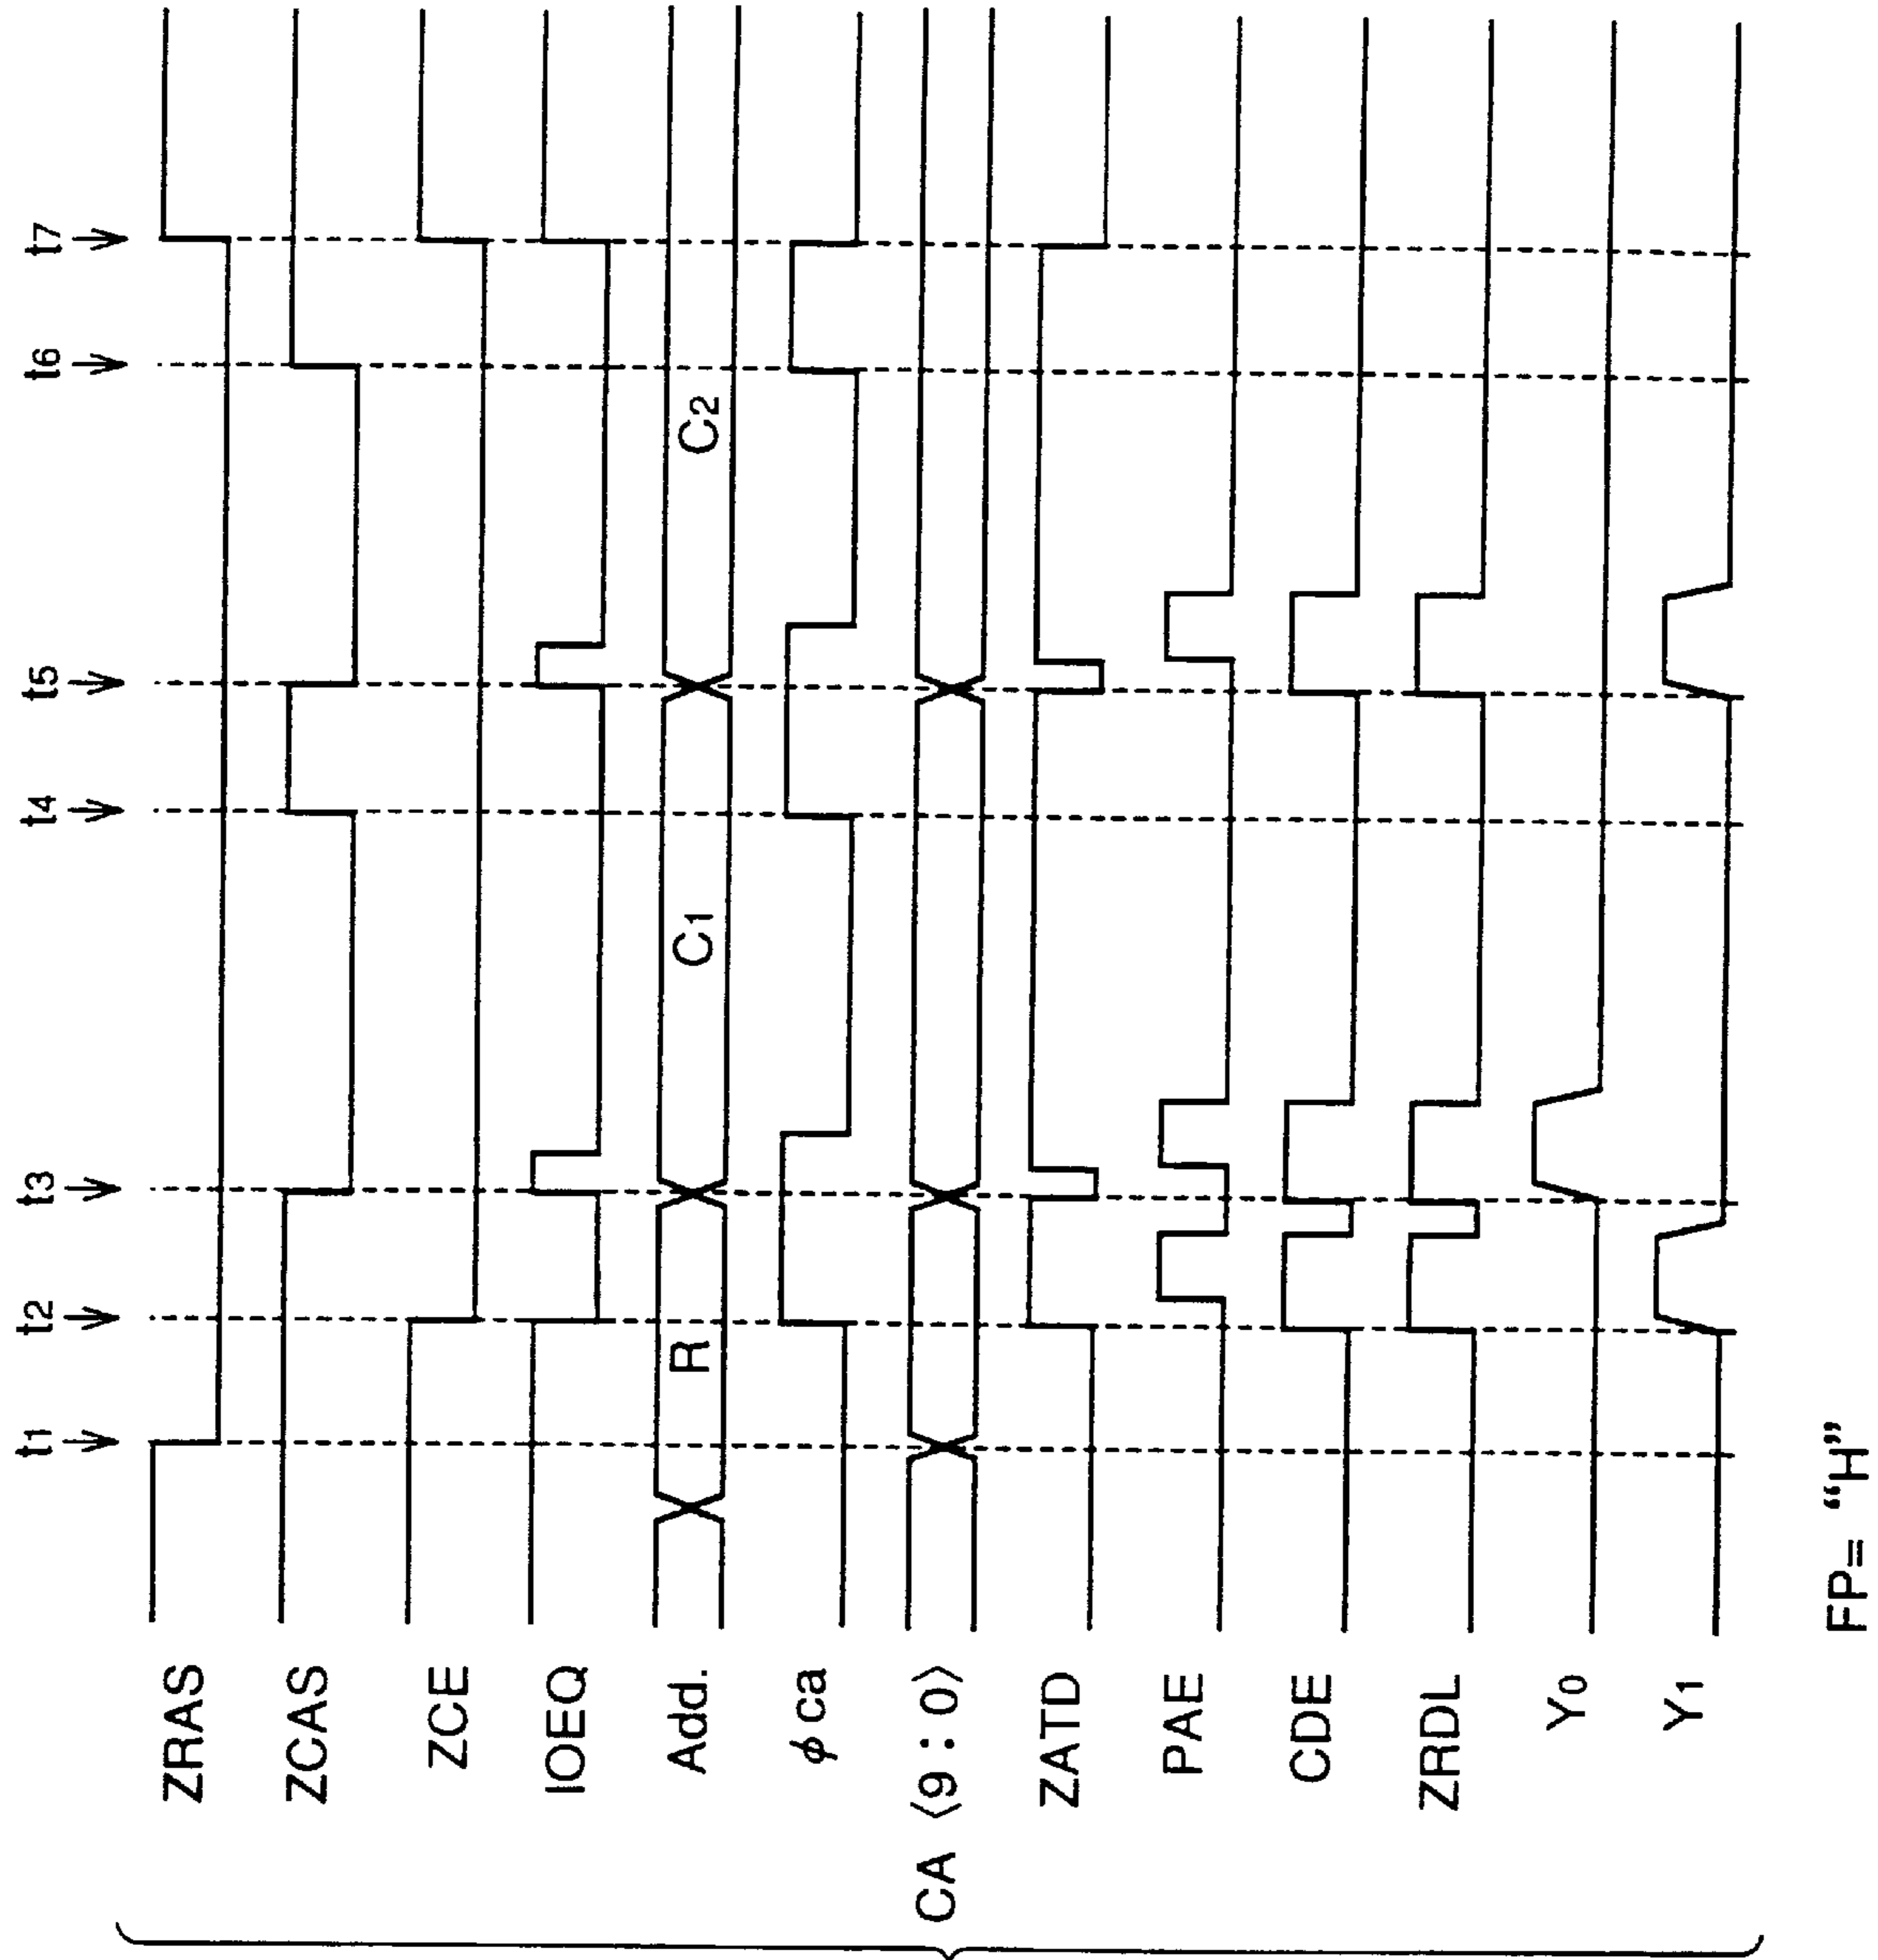 t1 t2 t3 t4 t5 t6 t7
ZRAS
ZCAS
ZCE
IOEQ
Add. R C1 C2
φca
CA〈9:0〉
ZATD
PAE
CDE
ZRDL
Y0
Y1
FP= “H”